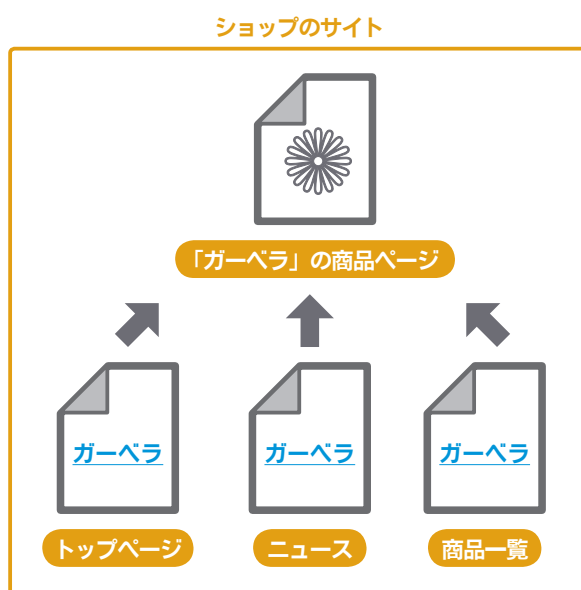 ショップのサイト
「ガーベラ」の商品ページ
ガーベラ
ガーベラ
ガーベラ
トップページ
ニュース
商品一覧